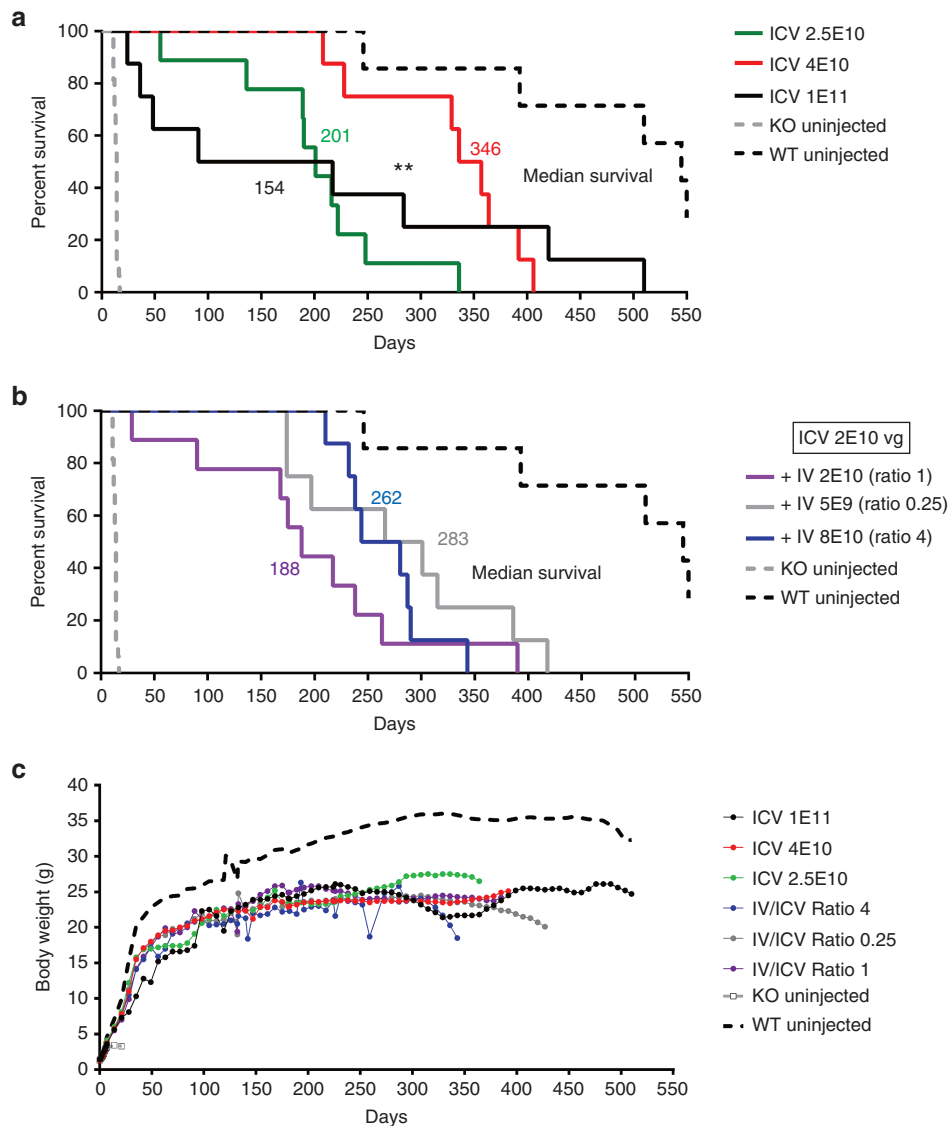 a
100
80
60
40
20
0
Percent survival
0 50 100 150 200 250 300 350 400 450 500 550
Days
201
346
154
**
Median survival
ICV 2.5E10
ICV 4E10
ICV 1E11
KO uninjected
WT uninjected
b
100
80
60
40
20
0
Percent survival
0 50 100 150 200 250 300 350 400 450 500 550
Days
262
283
188
Median survival
ICV 2E10 vg
+ IV 2E10 (ratio 1)
+ IV 5E9 (ratio 0.25)
+ IV 8E10 (ratio 4)
KO uninjected
WT uninjected
c
40
35
30
25
20
15
10
5
0
Body weight (g)
0 50 100 150 200 250 300 350 400 450 500 550
Days
ICV 1E11
ICV 4E10
ICV 2.5E10
IV/ICV Ratio 4
IV/ICV Ratio 0.25
IV/ICV Ratio 1
KO uninjected
WT uninjected